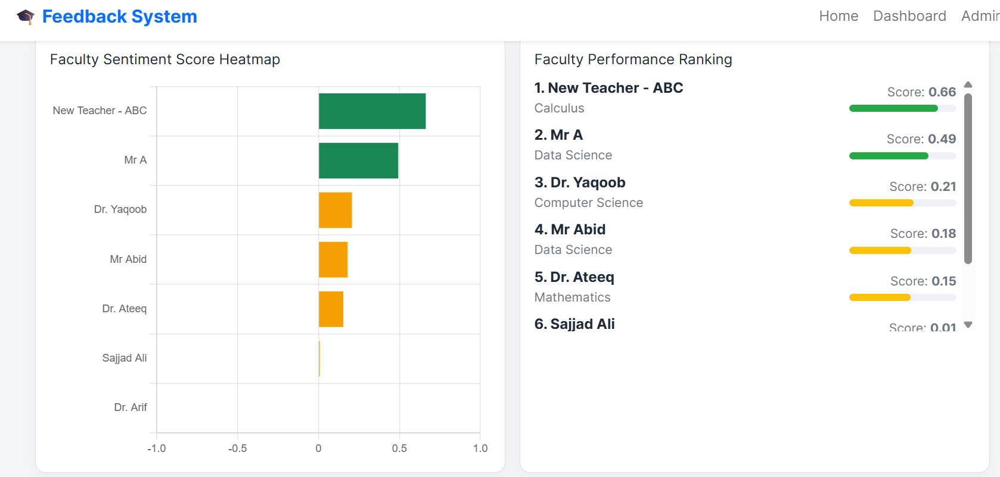 Feedback System
Home Dashboard
Faculty Sentiment Score Heatmap
New Teacher - ABC
Mr A
Dr. Yaqoob
Mr Abid
Dr. Ateeq
Sajjad Ali
Dr. Arif
-1.0 -0.5 0 0.5 1.0
Faculty Performance Ranking
1. New Teacher - ABC
Score: 0.66
Calculus
2. Mr A
Score: 0.49
Data Science
3. Dr. Yaqoob
Score: 0.21
Computer Science
4. Mr Abid
Score: 0.18
Data Science
5. Dr. Ateeq
Score: 0.15
Mathematics
6. Sajjad Ali
Score: 0.01